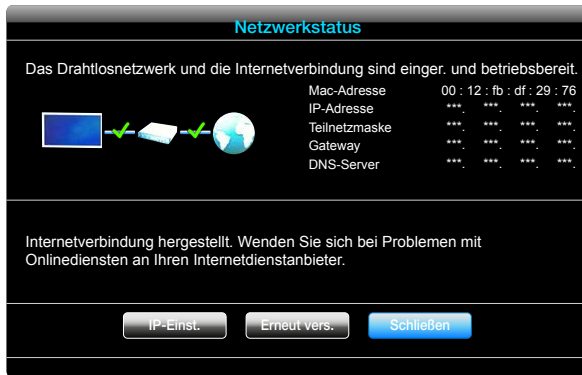 Netzwerkstatus
Das Drahtlosnetzwerk und die Internetverbindung sind einger. und betriebsbereit.
Mac-Adresse 00 : 12 : fb : df : 29 : 76
IP-Adresse ***. ***. ***. ***
Teilnetzmaske ***. ***. ***. ***.
Gateway ***. ***. ***. ***.
DNS-Server ***. ***. ***. ***.
Internetverbindung hergestellt. Wenden Sie sich bei Problemen mit
Onlinediensten an Ihren Internetdienstanbieter.
IP-Einst. Erneut vers. Schließen